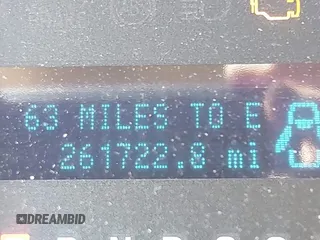 63 MILES TO E
261722.8 mi
DREAMBID